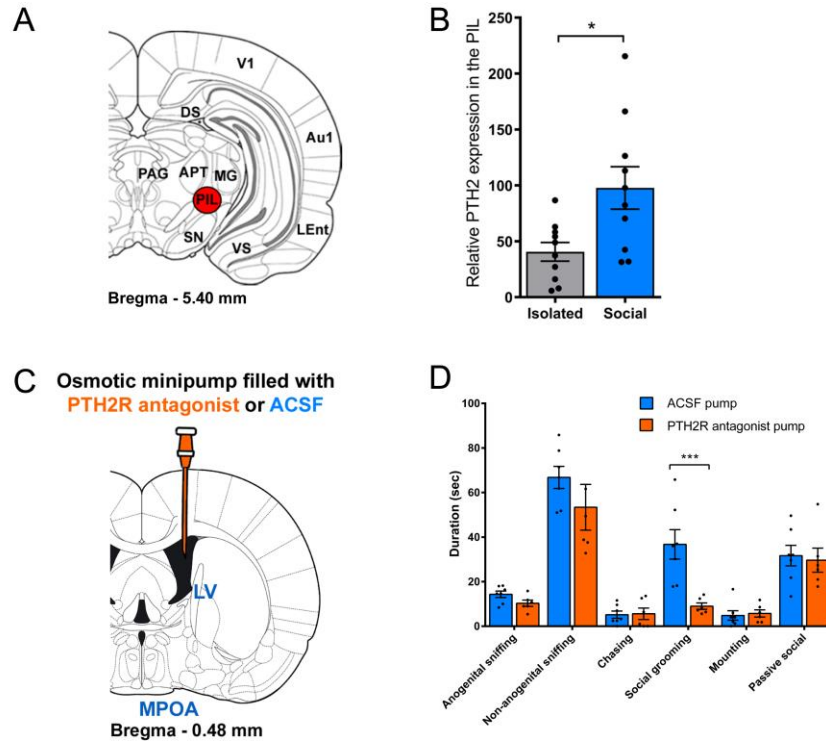 A
V1
DS
Au1
PAG
APT
MG
PIL
SN
VS
LEnt
Bregma - 5.40 mm
B
*
Relative PTH2 expression in the PIL
250
200
150
100
50
0
Isolated Social
C
Osmotic minipump filled with
PTH2R antagonist or ACSF
LV
MPOA
Bregma - 0.48 mm
D
ACSF pump
PTH2R antagonist pump
***
Duration (sec)
100
80
60
40
20
0
Anogenital sniffing
Non-anogenital sniffing
Chasing
Social grooming
Mounting
Passive social